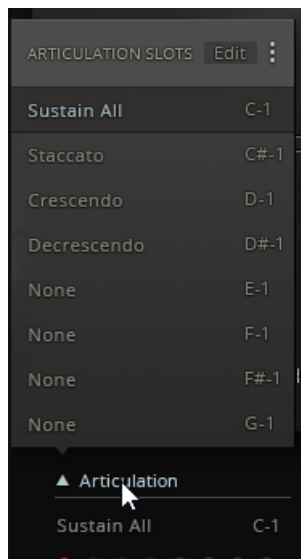 ARTICULATION SLOTS Edit
Sustain All C-1
Staccato C#-1
Crescendo D-1
Decrescendo D#-1
None E-1
None F-1
None F#-1
None G-1
Articulation
Sustain All C-1